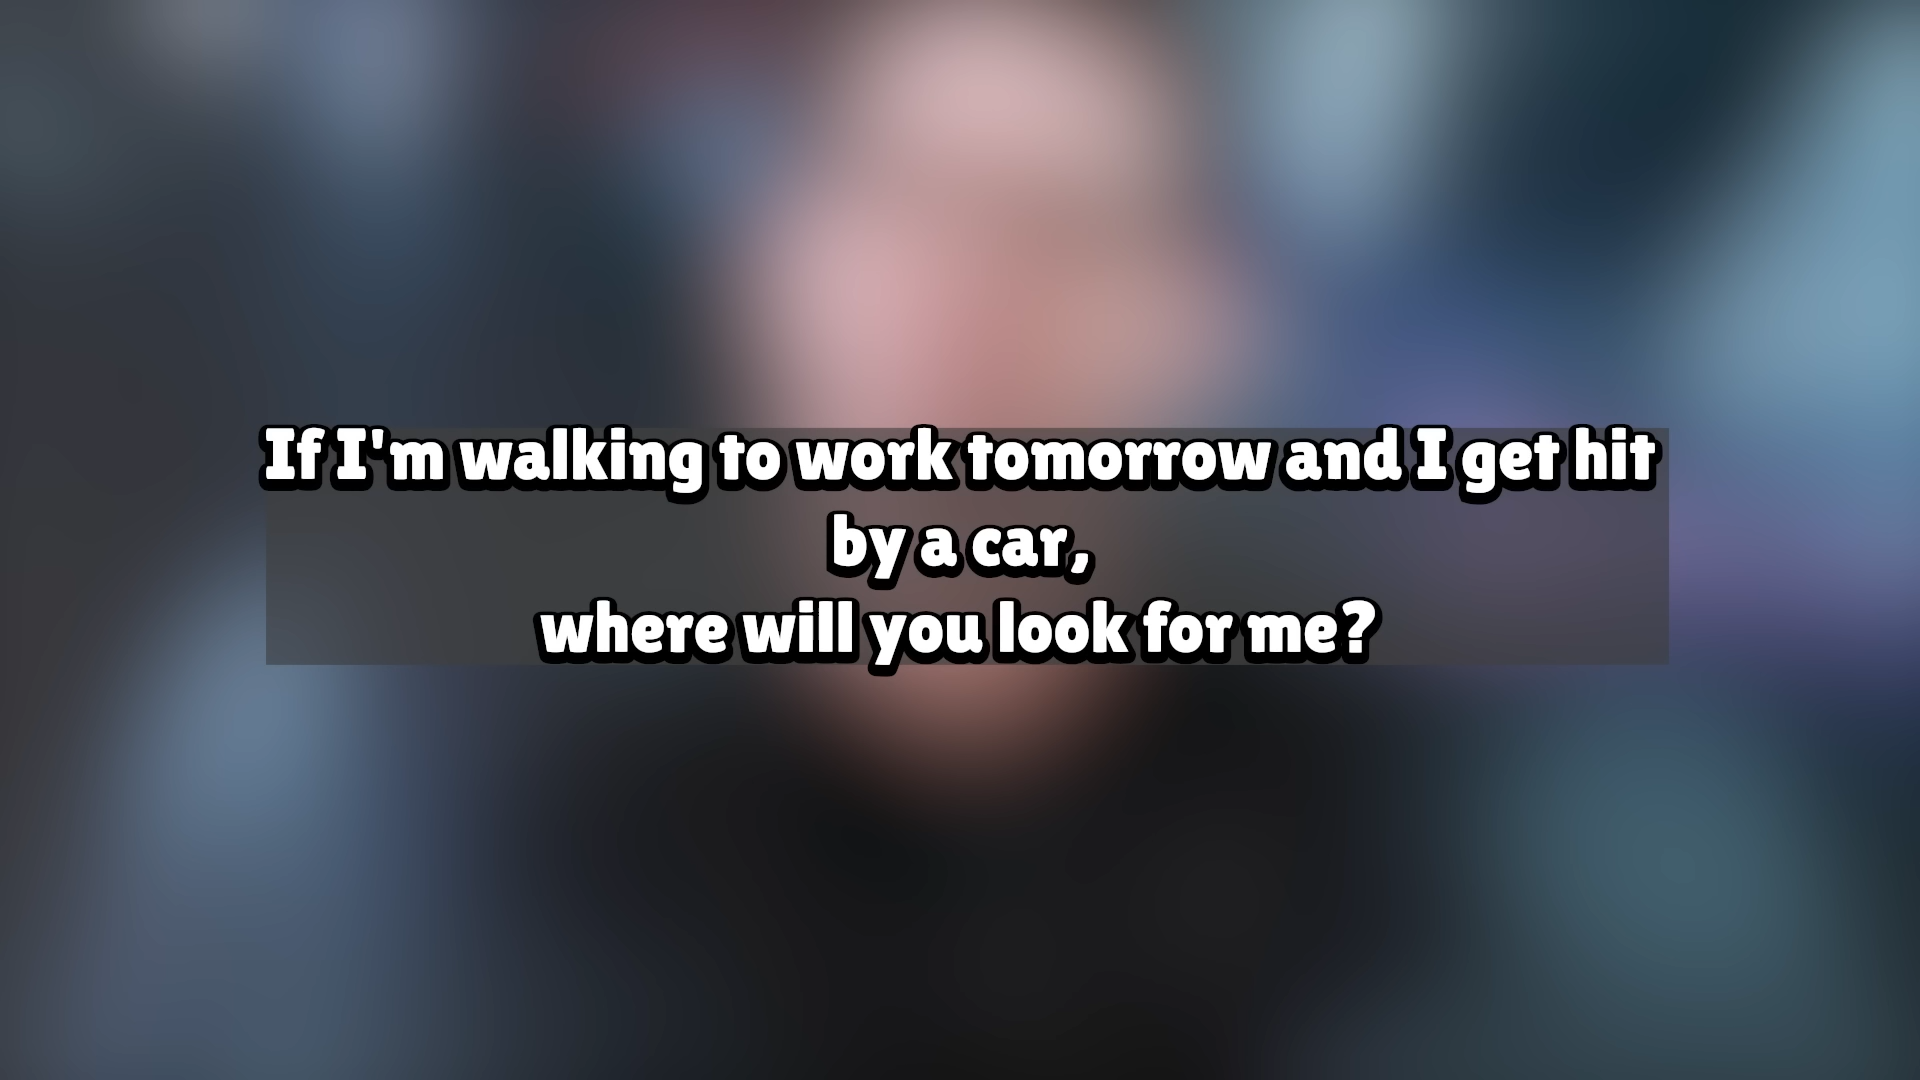 If I'm walking to work tomorrow and I get hit
by a car,
where will you look for me?